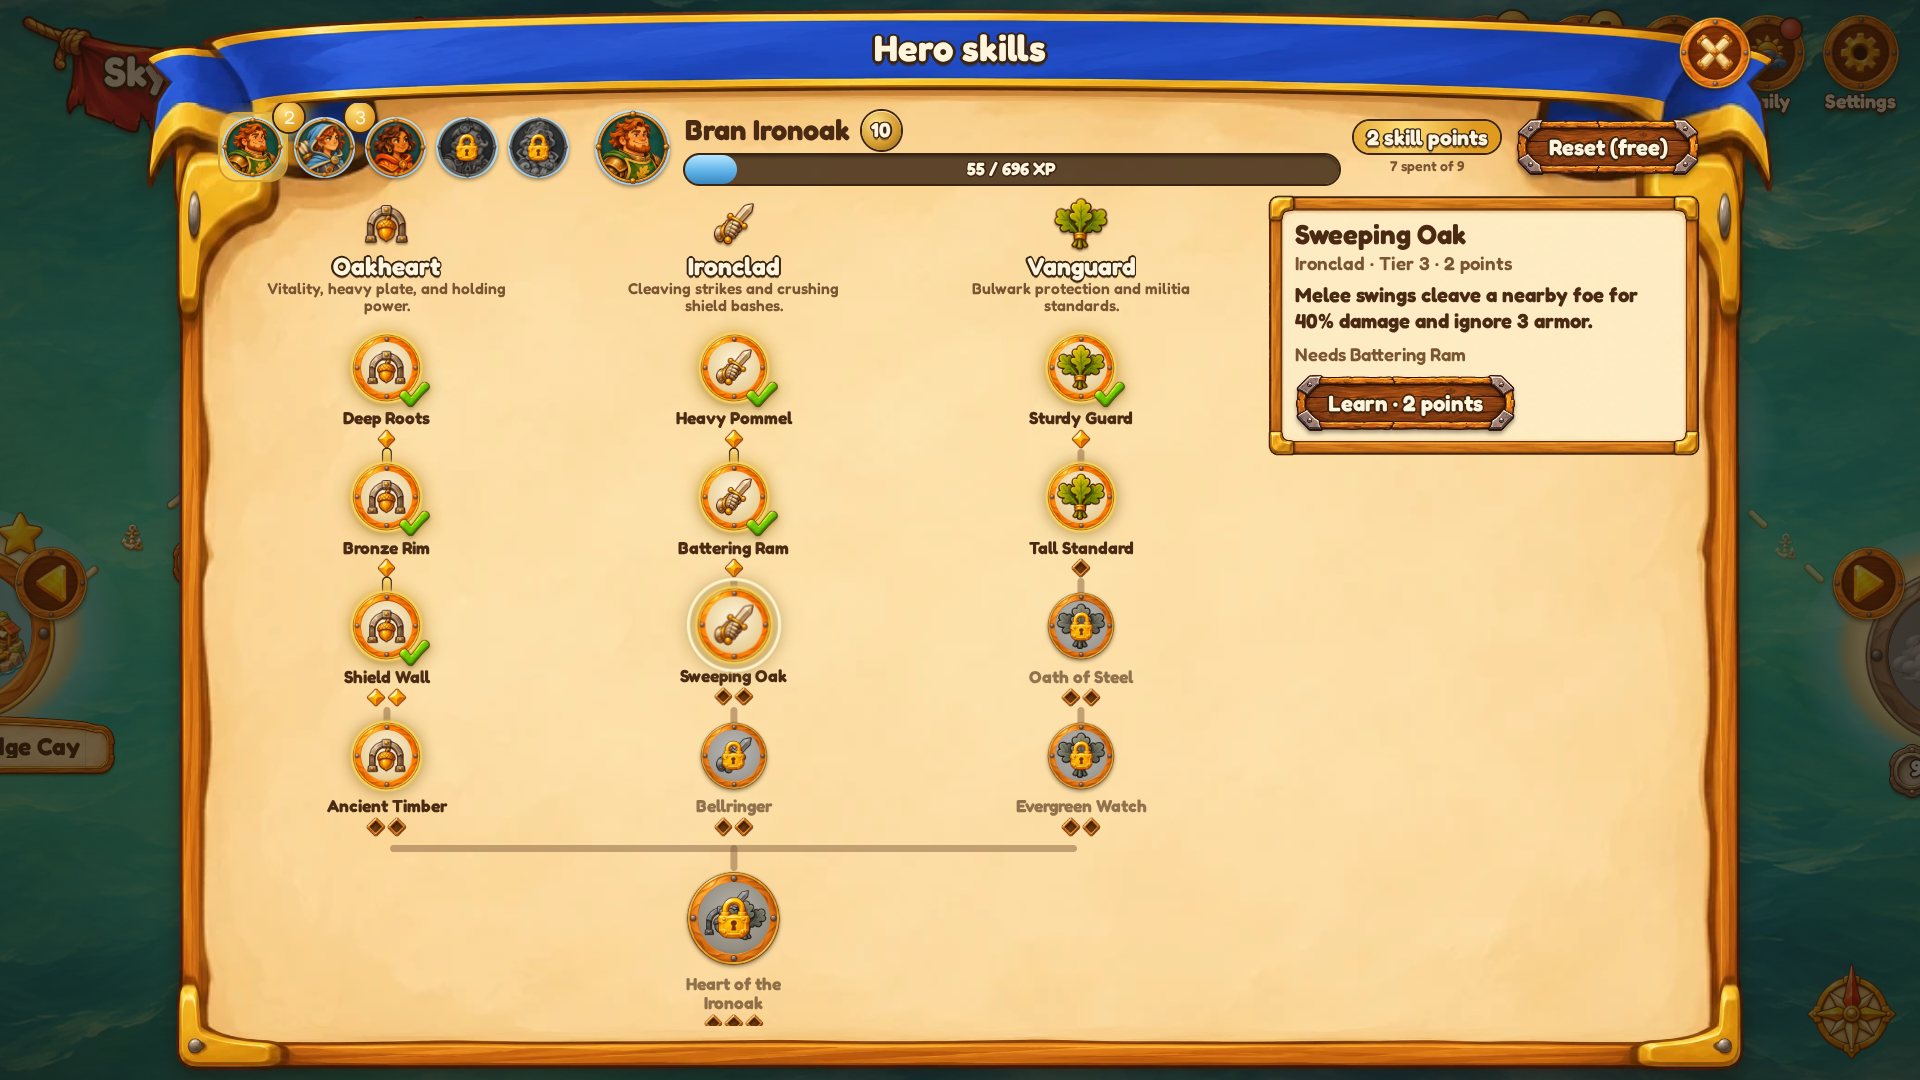 Hero skills
Sky
Daily
Settings
2
3
Bran Ironoak
10
55 / 696 XP
2 skill points
7 spent of 9
Reset (free)
Oakheart
Vitality, heavy plate, and holding
power.
Ironclad
Cleaving strikes and crushing
shield bashes.
Vanguard
Bulwark protection and militia
standards.
Sweeping Oak
Ironclad · Tier 3 · 2 points
Melee swings cleave a nearby foe for
40% damage and ignore 3 armor.
Needs Battering Ram
Learn · 2 points
Deep Roots
Heavy Pommel
Sturdy Guard
Bronze Rim
Battering Ram
Tall Standard
Shield Wall
Sweeping Oak
Oath of Steel
Ancient Timber
Bellringer
Evergreen Watch
Heart of the
Ironoak
Cay